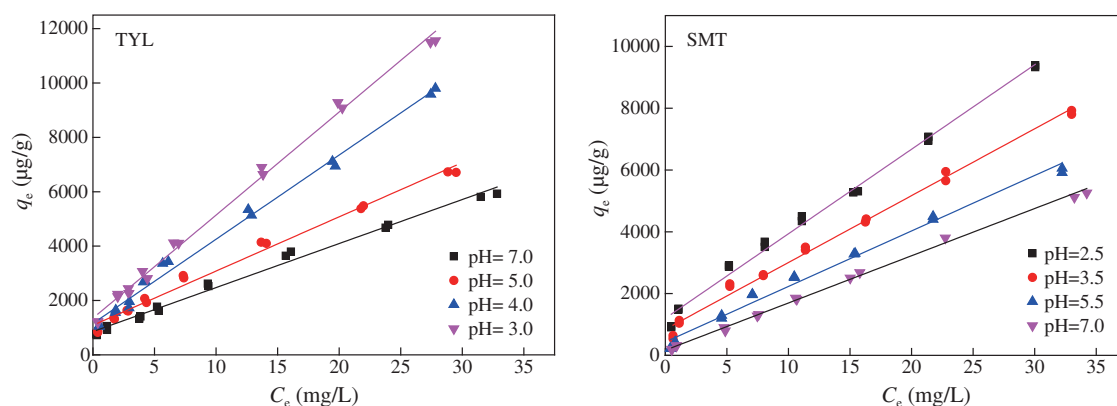 TYL
12000
10000
8000
6000
4000
2000
0
qe (µg/g)
pH= 7.0
pH= 5.0
pH= 4.0
pH= 3.0
0 5 10 15 20 25 30 35
Ce (mg/L)
SMT
10000
8000
6000
4000
2000
0
qe (µg/g)
pH=2.5
pH=3.5
pH=5.5
pH=7.0
0 5 10 15 20 25 30 35
Ce (mg/L)